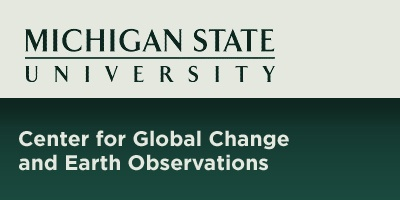 MICHIGAN STATE
UNIVERSITY
Center for Global Change
and Earth Observations